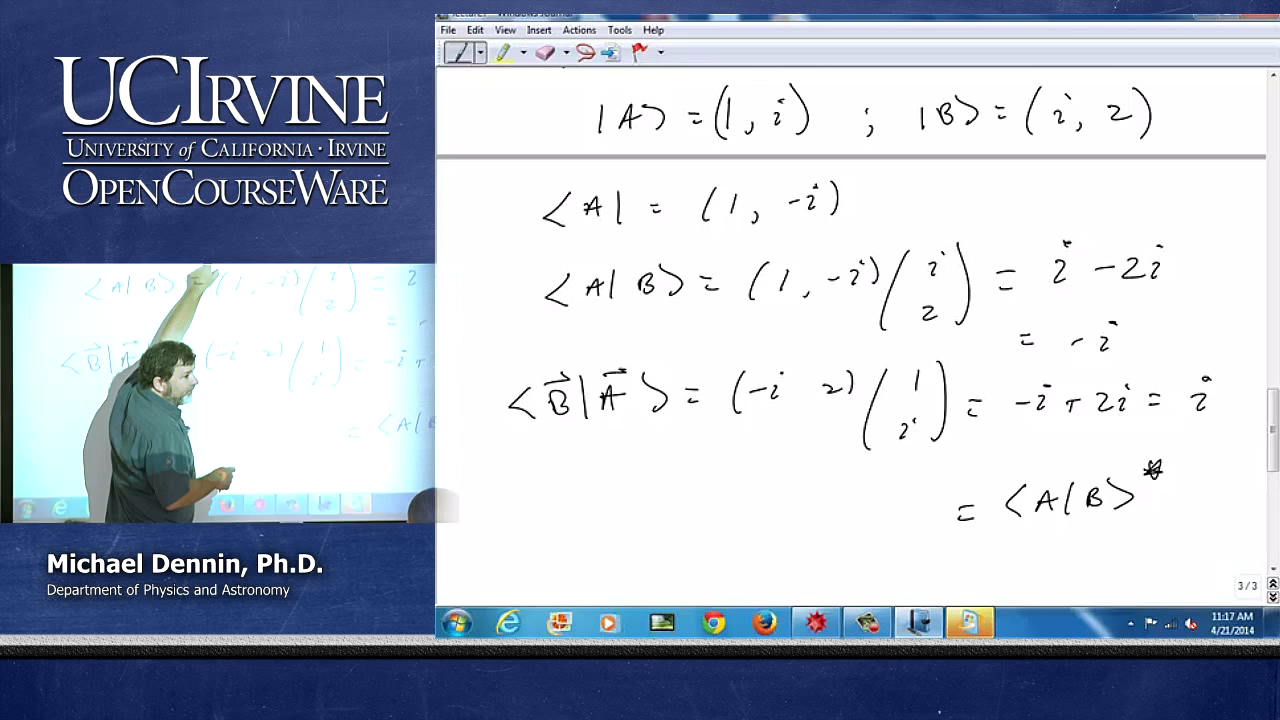 UCIRVINE
UNIVERSITY of CALIFORNIA · IRVINE
OPENCOURSEWARE
File Edit View Insert Actions Tools Help
|A> = (1, i) ; |B> = (i, 2)
<A| = (1, -i)
<A|B> = (1, -i) (i 2) = i - 2i
= -i
<B⃗|A⃗> = (-i 2) (1 i) = -i + 2i = i
= <A|B>*
3/3
11:17 AM
4/21/2014
Michael Dennin, Ph.D.
Department of Physics and Astronomy